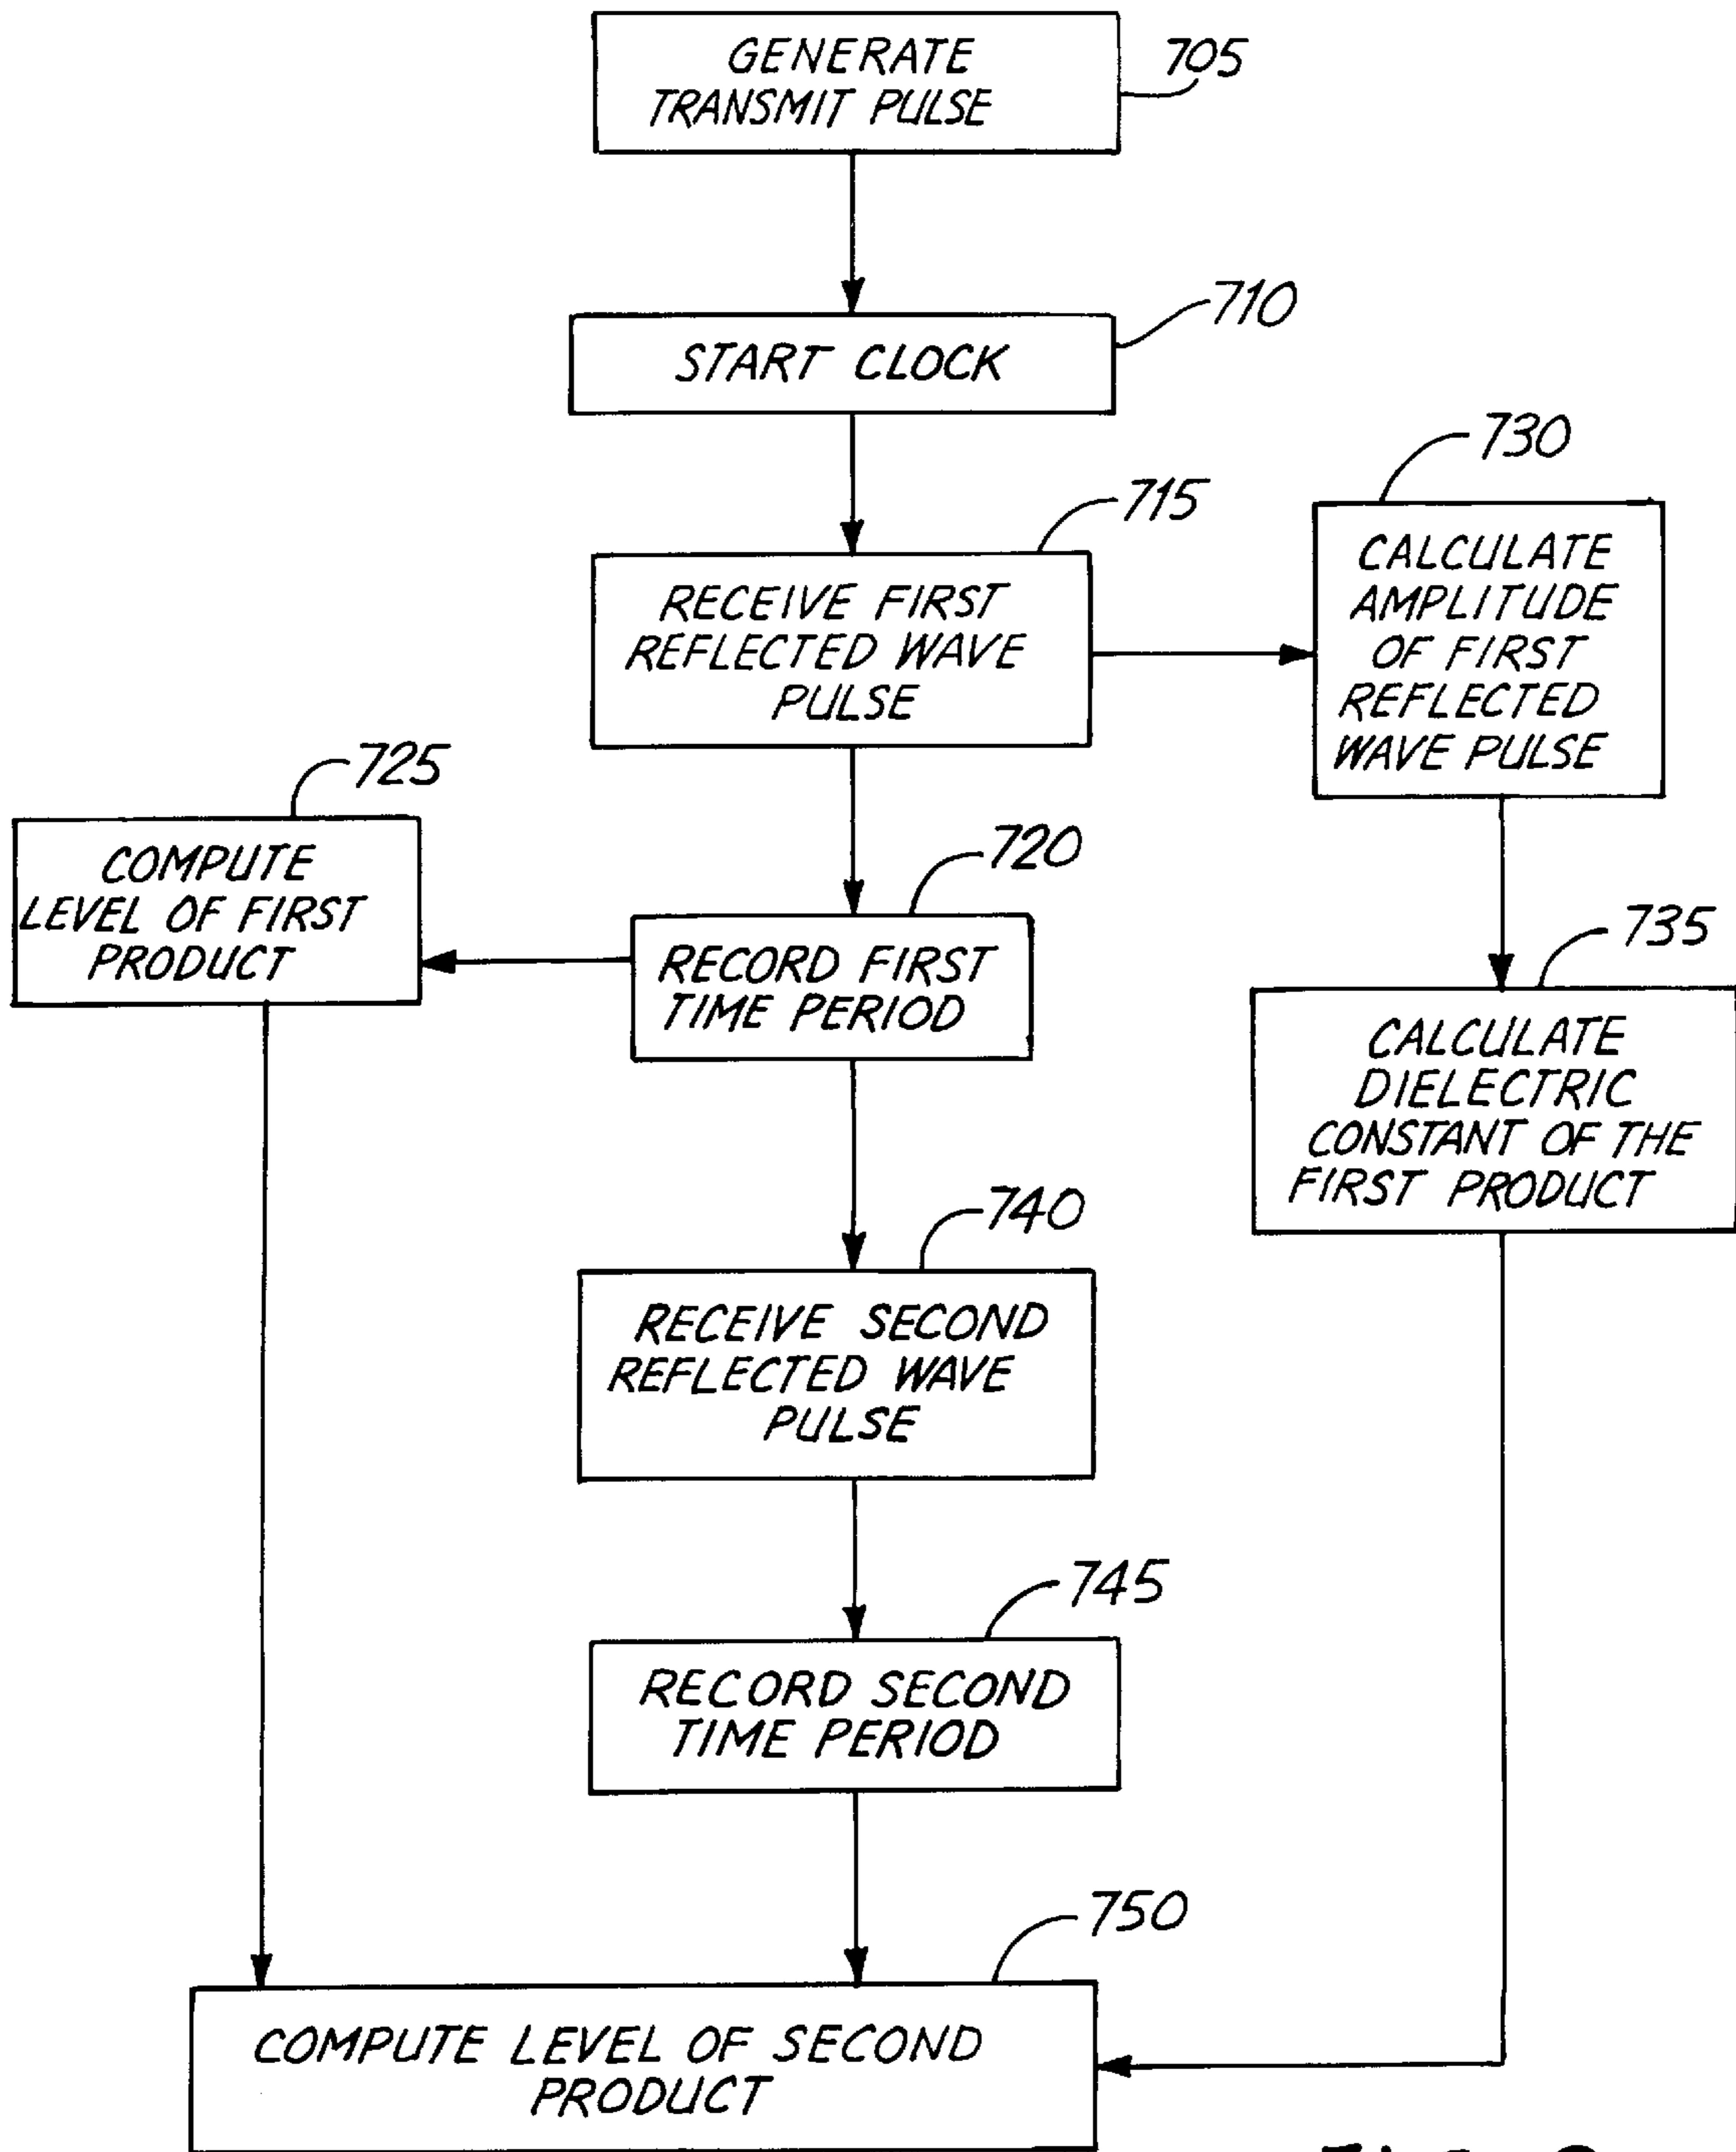 GENERATE
TRANSMIT PULSE
705
START CLOCK
710
RECEIVE FIRST
REFLECTED WAVE
PULSE
715
CALCULATE
AMPLITUDE
OF FIRST
REFLECTED
WAVE PULSE
730
COMPUTE
LEVEL OF FIRST
PRODUCT
725
RECORD FIRST
TIME PERIOD
720
CALCULATE
DIELECTRIC
CONSTANT OF THE
FIRST PRODUCT
735
RECEIVE SECOND
REFLECTED WAVE
PULSE
740
RECORD SECOND
TIME PERIOD
745
COMPUTE LEVEL OF SECOND
PRODUCT
750